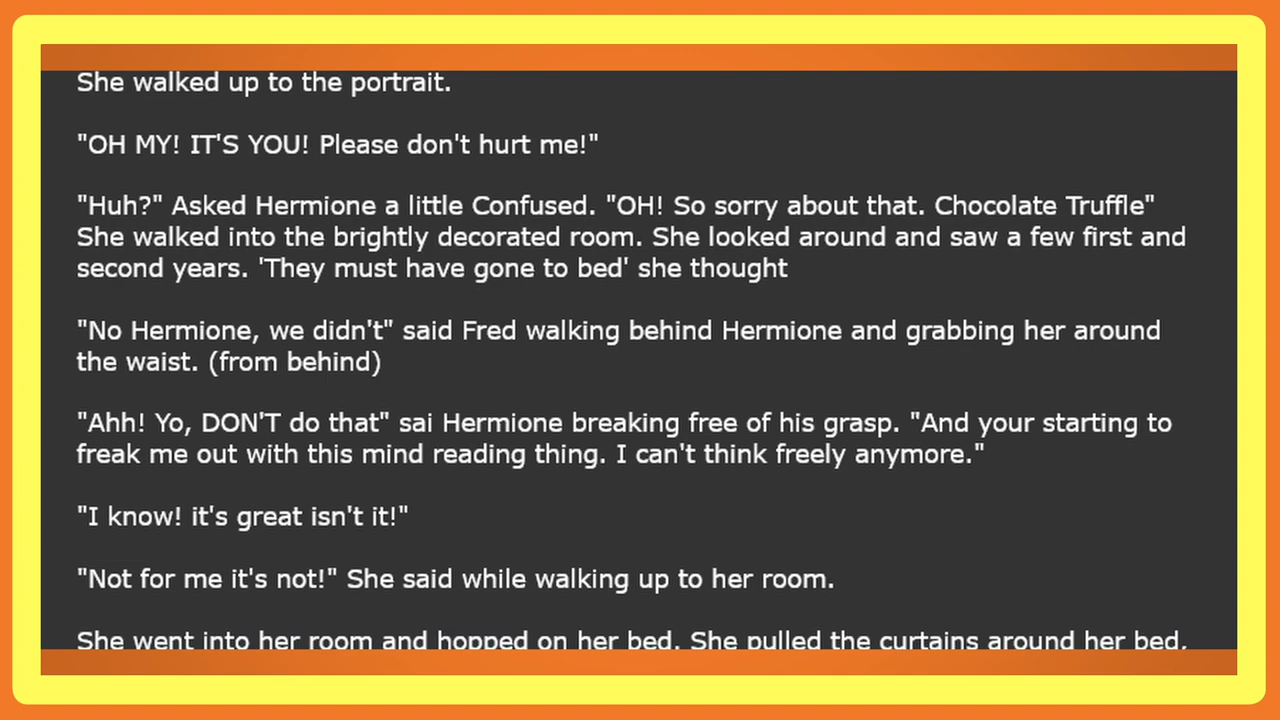 She walked up to the portrait.
"OH MY! IT'S YOU! Please don't hurt me!"
"Huh?" Asked Hermione a little Confused. "OH! So sorry about that. Chocolate Truffle"
She walked into the brightly decorated room. She looked around and saw a few first and
second years. 'They must have gone to bed' she thought
"No Hermione, we didn't" said Fred walking behind Hermione and grabbing her around
the waist. (from behind)
"Ahh! Yo, DON'T do that" sai Hermione breaking free of his grasp. "And your starting to
freak me out with this mind reading thing. I can't think freely anymore."
"I know! it's great isn't it!"
"Not for me it's not!" She said while walking up to her room.
She went into her room and hopped on her bed. She pulled the curtains around her bed,